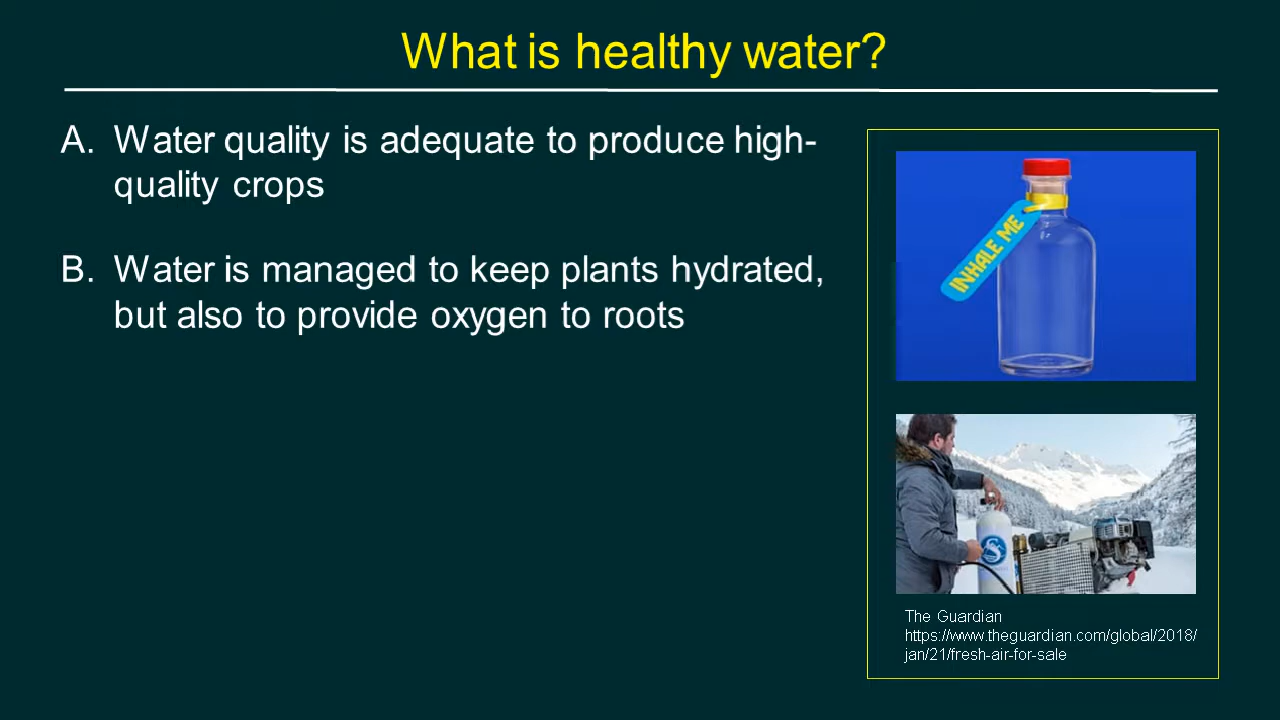 What is healthy water?
A. Water quality is adequate to produce high-
quality crops
B. Water is managed to keep plants hydrated,
but also to provide oxygen to roots
INHALE ME
The Guardian
https://www.theguardian.com/global/2018/
jan/21/fresh-air-for-sale